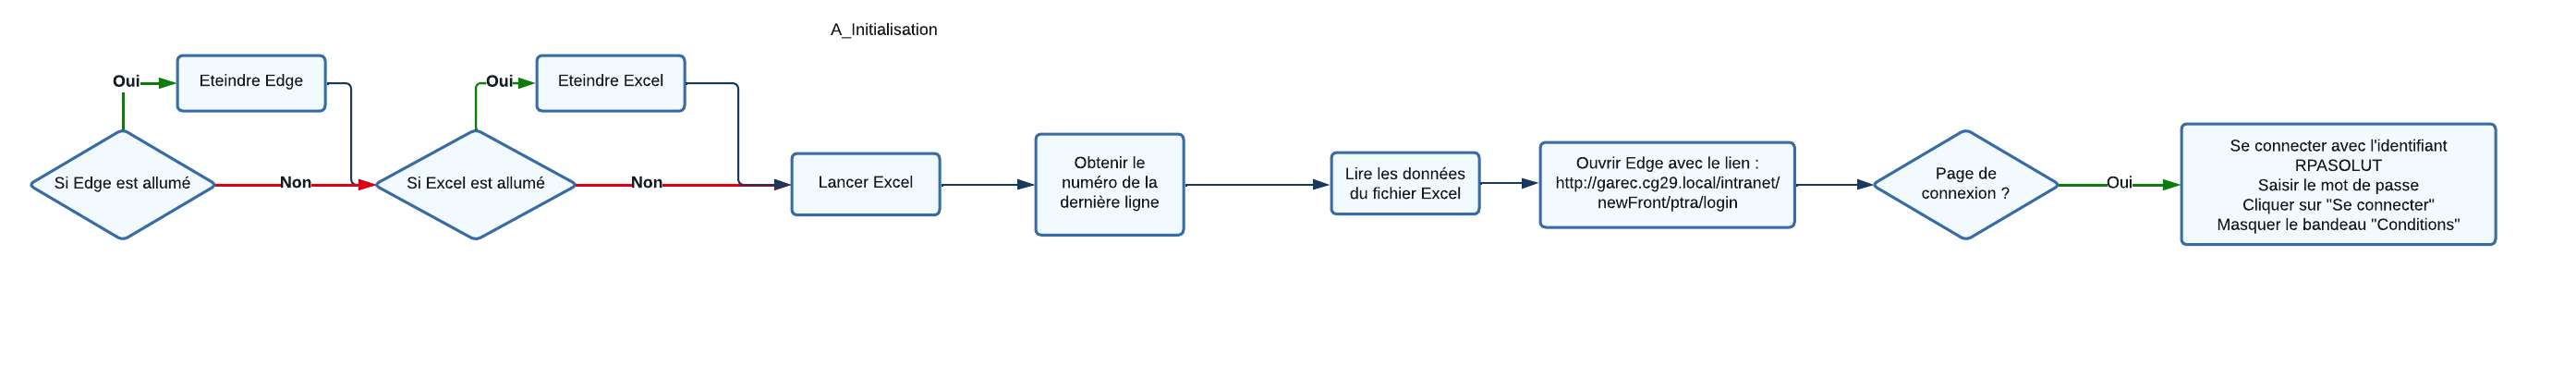 A_Initialisation
Oui
Eteindre Edge
Oui
Eteindre Excel
Si Edge est allumé
Non
Si Excel est allumé
Non
Lancer Excel
Obtenir le
numéro de la
dernière ligne
Lire les données
du fichier Excel
Ouvrir Edge avec le lien :
http://garec.cg29.local/intranet/
newFront/ptra/login
Page de
connexion ?
Oui
Se connecter avec l'identifiant
RPASOLUT
Saisir le mot de passe
Cliquer sur "Se connecter"
Masquer le bandeau "Conditions"